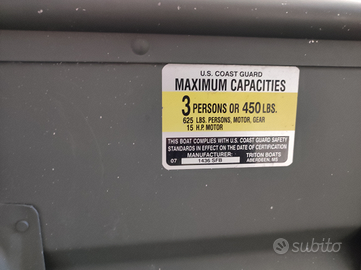 U.S. COAST GUARD
MAXIMUM CAPACITIES
3 PERSONS OR 450 LBS.
625 LBS. PERSONS, MOTOR, GEAR
15 H.P. MOTOR
THIS BOAT COMPLIES WITH U.S. COAST GUARD SAFETY
STANDARDS IN EFFECT ON THE DATE OF CERTIFICATION
MANUFACTURER: TRITON BOATS
07 1436 SFB ABERDEEN, MS
subito